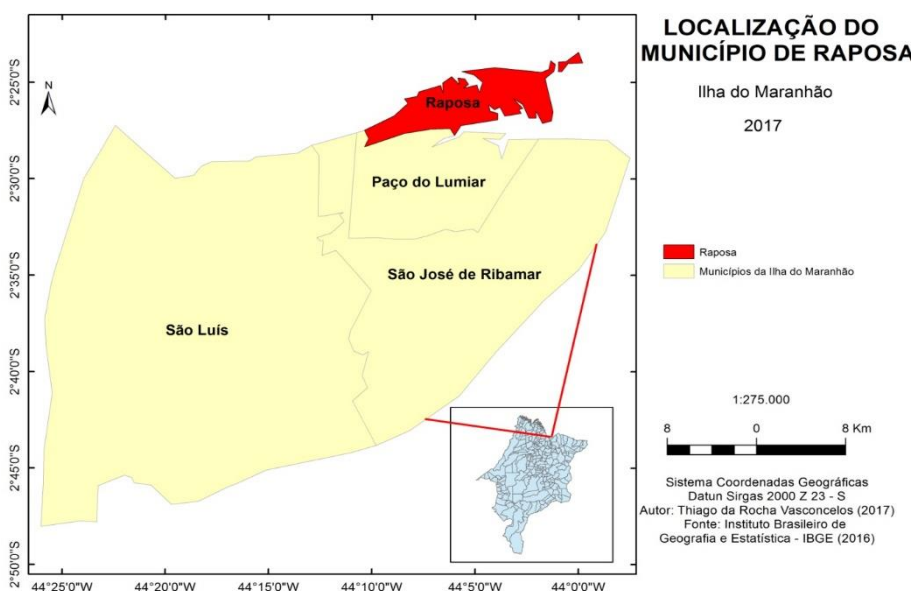 LOCALIZAÇÃO DO
MUNICÍPIO DE RAPOSA
Ilha do Maranhão
2017
N
Raposa
Paço do Lumiar
São José de Ribamar
São Luís
Raposa
Municípios da Ilha do Maranhão
1:275.000
8 0 8 Km
Sistema Coordenadas Geográficas
Datun Sirgas 2000 Z 23 - S
Autor: Thiago da Rocha Vasconcelos (2017)
Fonte: Instituto Brasileiro de
Geografia e Estatística - IBGE (2016)
2°25'0"S
2°30'0"S
2°35'0"S
2°40'0"S
2°45'0"S
2°50'0"S
44°25'0"W 44°20'0"W 44°15'0"W 44°10'0"W 44°5'0"W 44°0'0"W